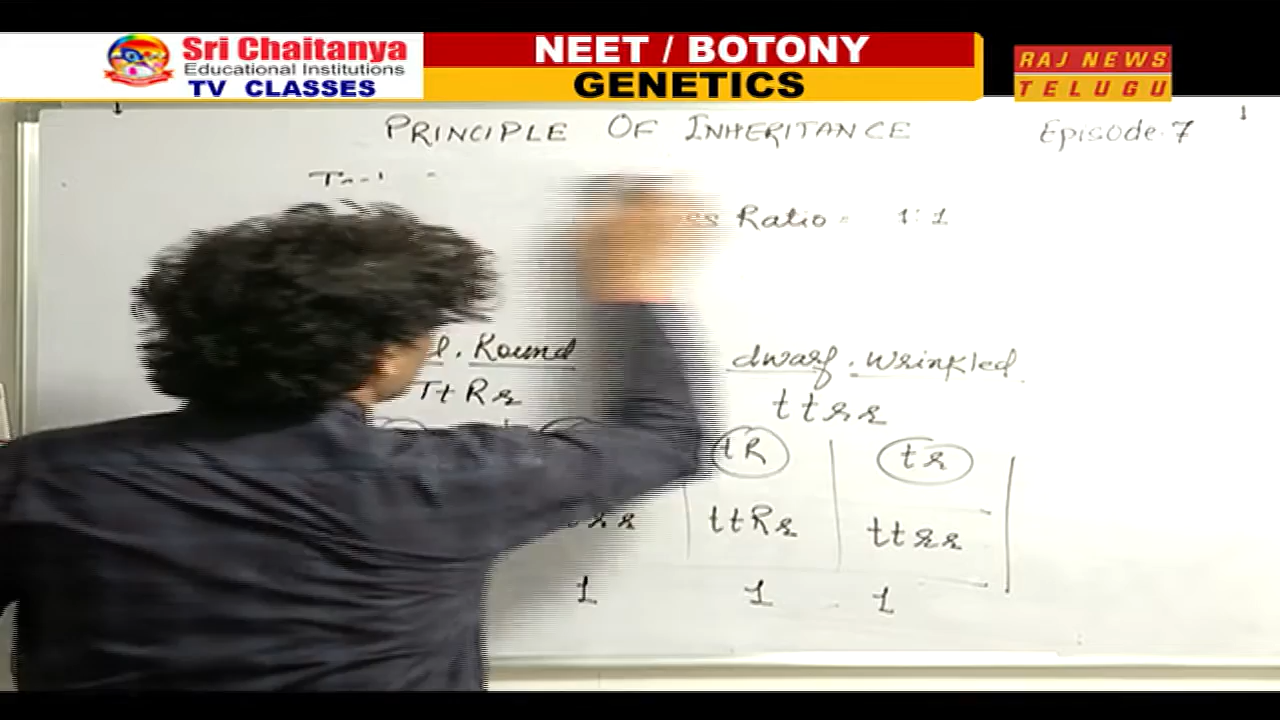 Sri Chaitanya
Educational Institutions
TV CLASSES
NEET / BOTONY
GENETICS
RAJ NEWS
TELUGU
PRINCIPLE OF INHERITANCE
Episode-7
Ratio = 1:1
. Round
dwarf . wrinkled
TtRr
ttrr
tR
tr
ttRr
ttrr
1 1 1